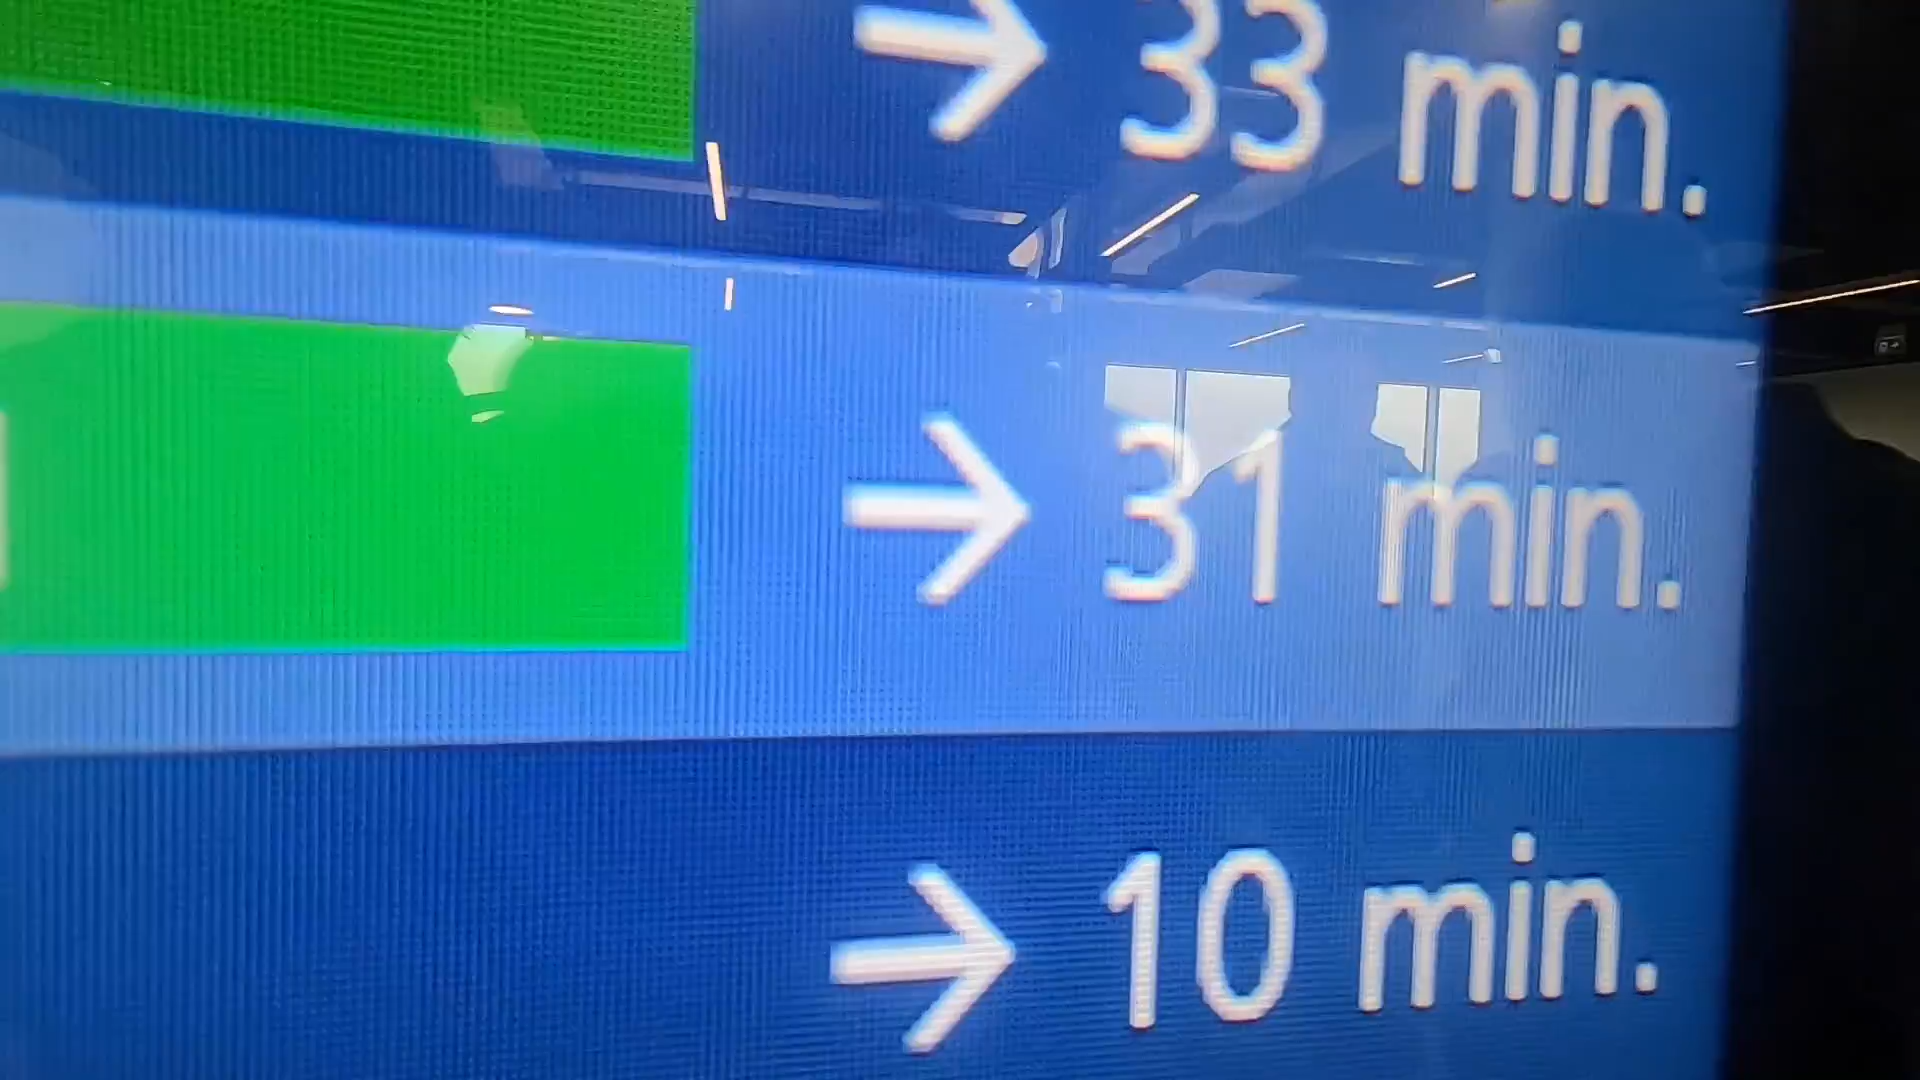 → 33 min.
→ 31 min.
→ 10 min.